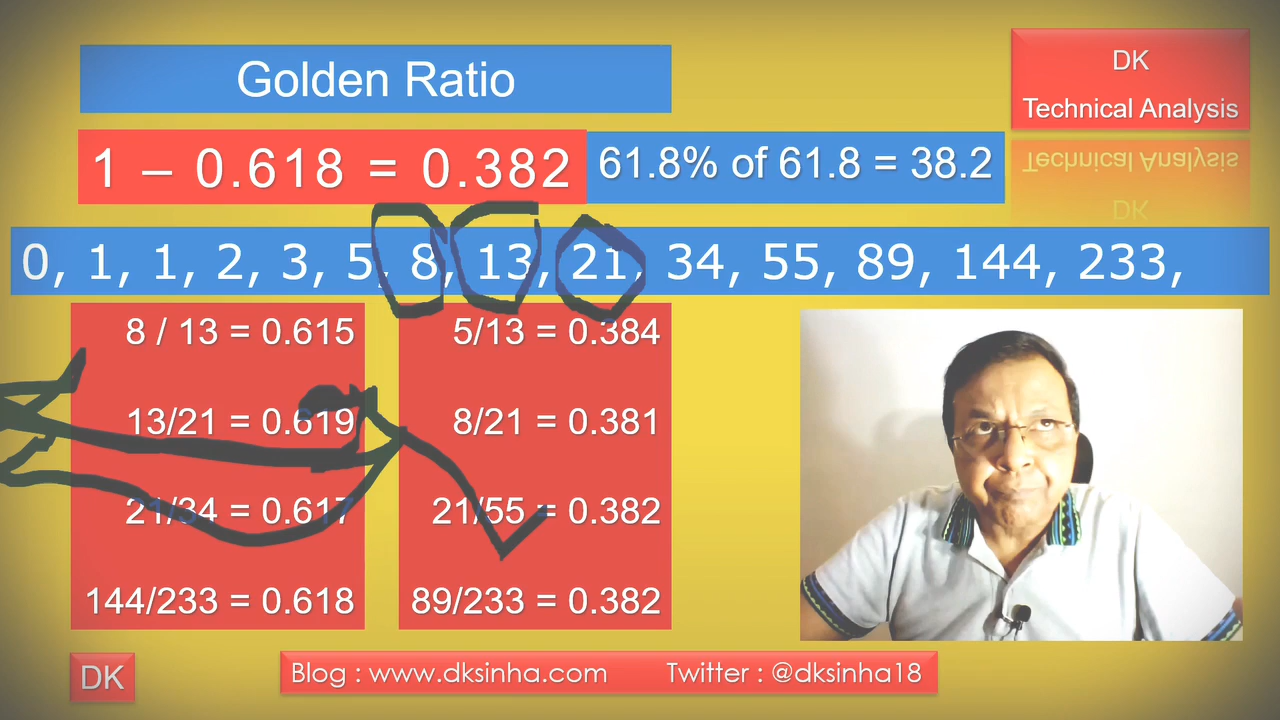 Golden Ratio
DK
Technical Analysis
1 – 0.618 = 0.382
61.8% of 61.8 = 38.2
Technical Analysis
DK
0, 1, 1, 2, 3, 5, 8, 13, 21, 34, 55, 89, 144, 233,
8 / 13 = 0.615
5/13 = 0.384
13/21 = 0.619
8/21 = 0.381
21/34 = 0.617
21/55 = 0.382
144/233 = 0.618
89/233 = 0.382
DK
Blog : www.dksinha.com Twitter : @dksinha18